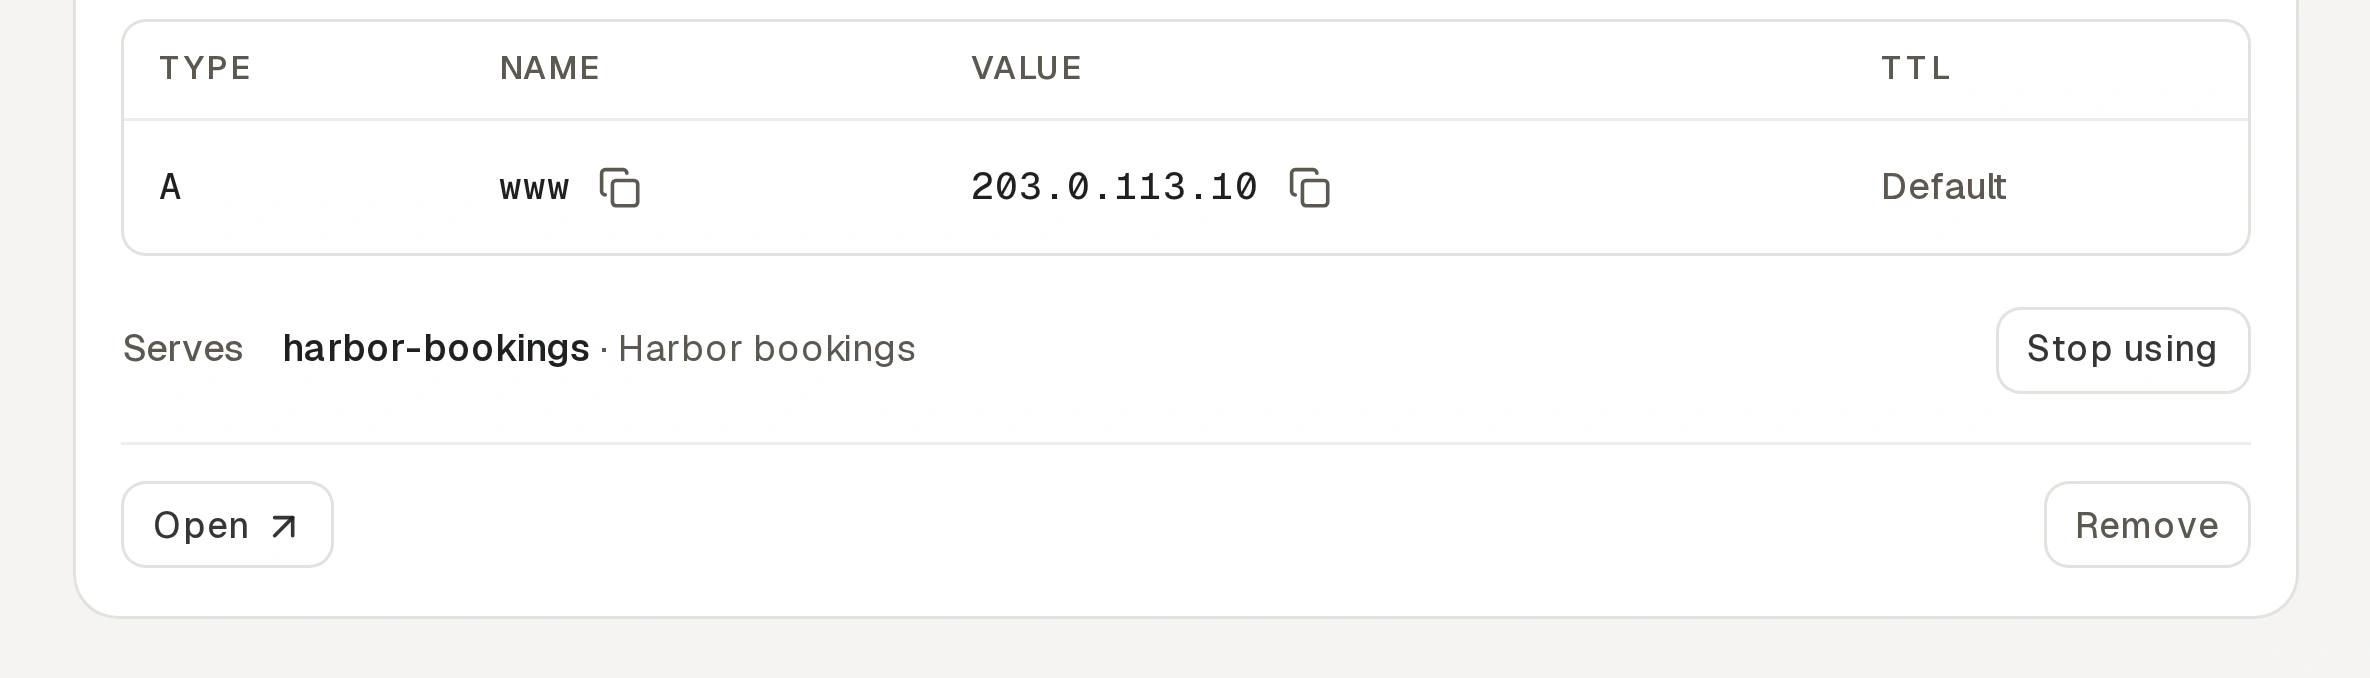 TYPE NAME VALUE TTL
A www 203.0.113.10 Default
Serves harbor-bookings · Harbor bookings Stop using
Open Remove